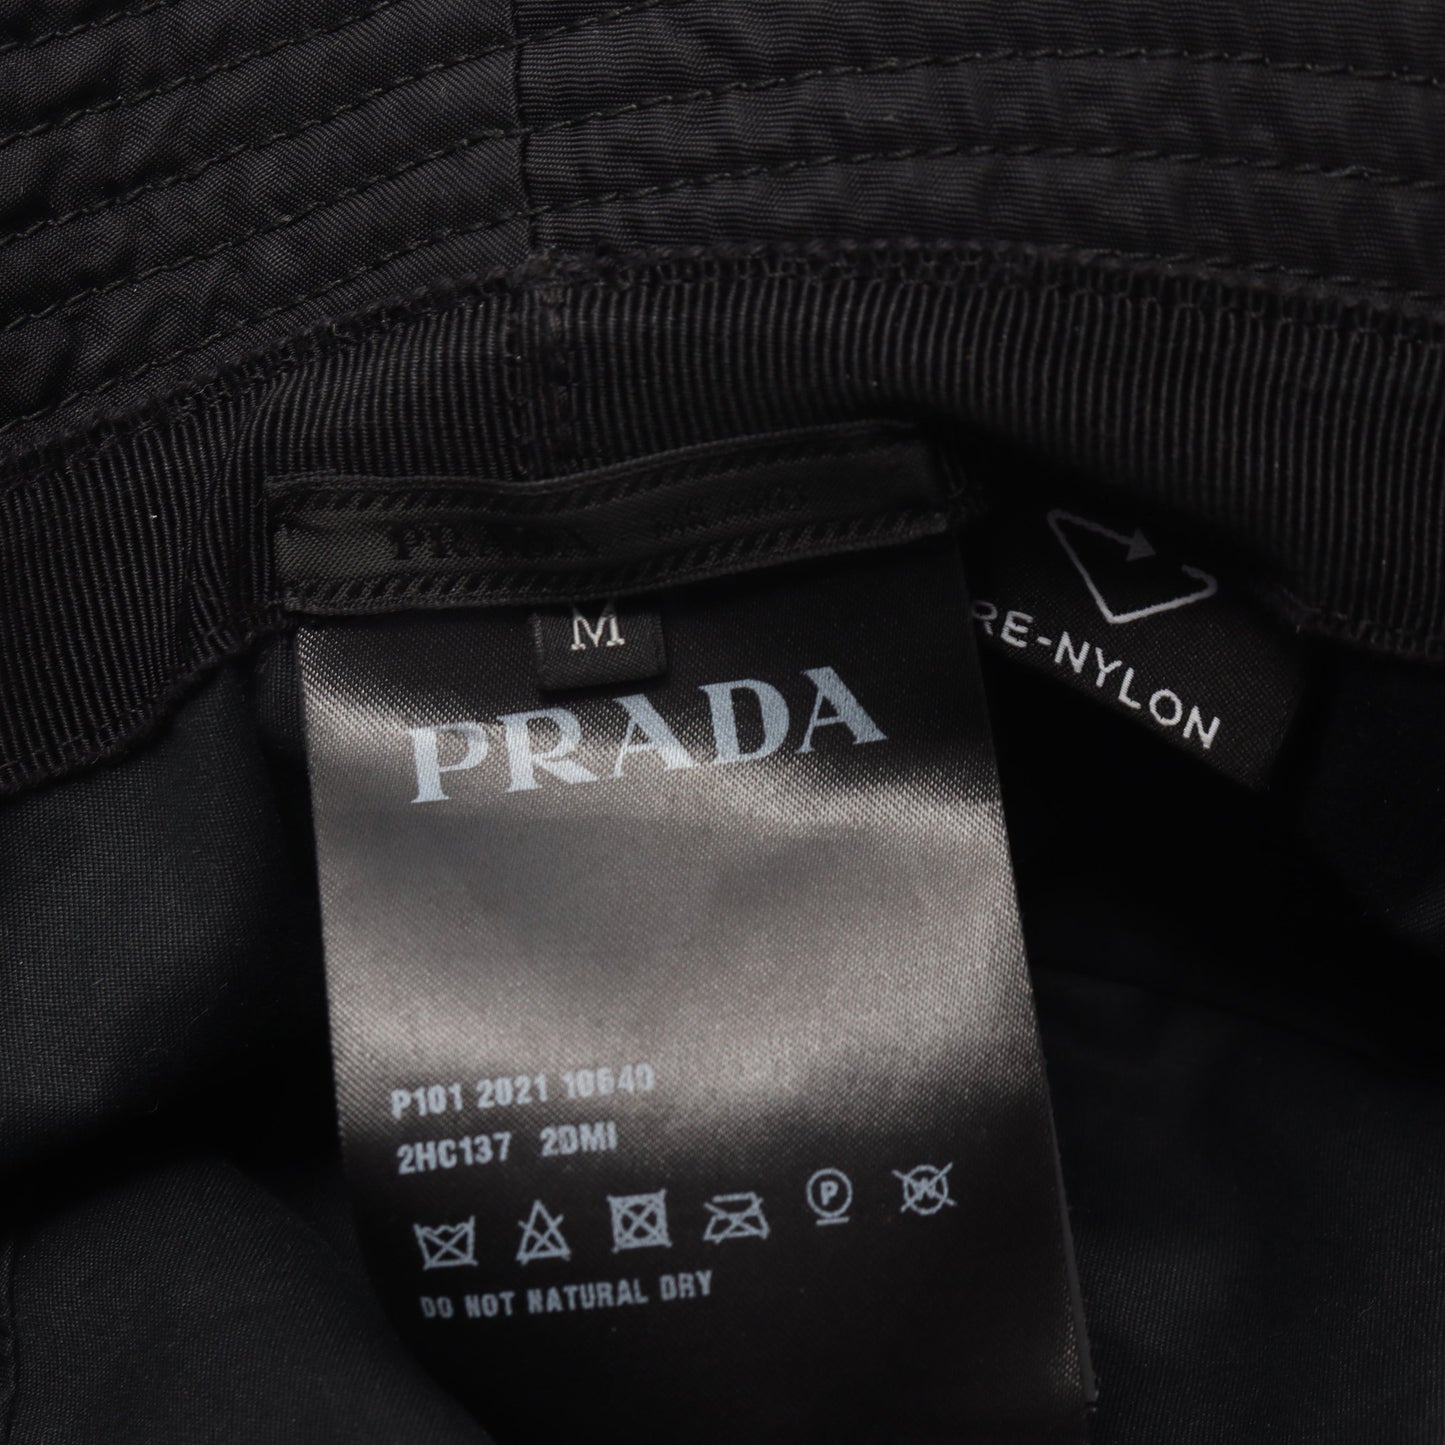 PRADA
M
PRADA
RE-NYLON
P101 2021 10640
2HC137 2DMI
P
W
DO NOT NATURAL DRY